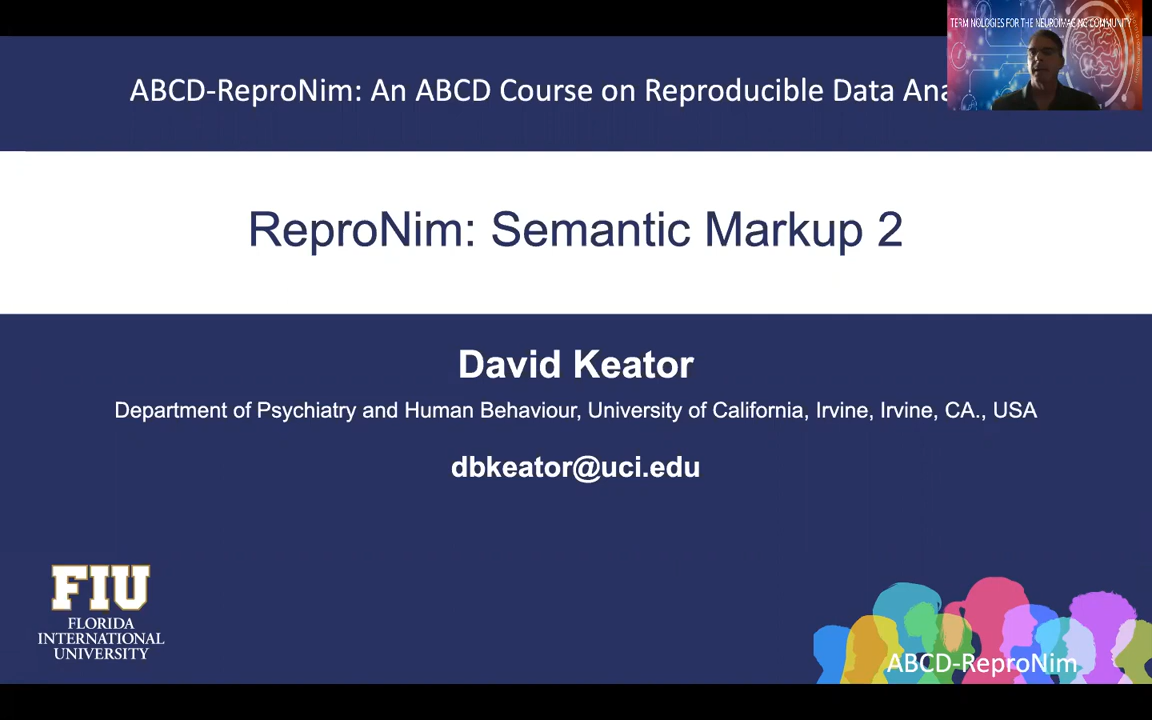 TERMINOLOGIES FOR THE NEUROIMAGING COMMUNITY
ABCD-ReproNim: An ABCD Course on Reproducible Data Ana
ReproNim: Semantic Markup 2
David Keator
Department of Psychiatry and Human Behaviour, University of California, Irvine, Irvine, CA., USA
dbkeator@uci.edu
FIU
FLORIDA
INTERNATIONAL
UNIVERSITY
ABCD-ReproNim